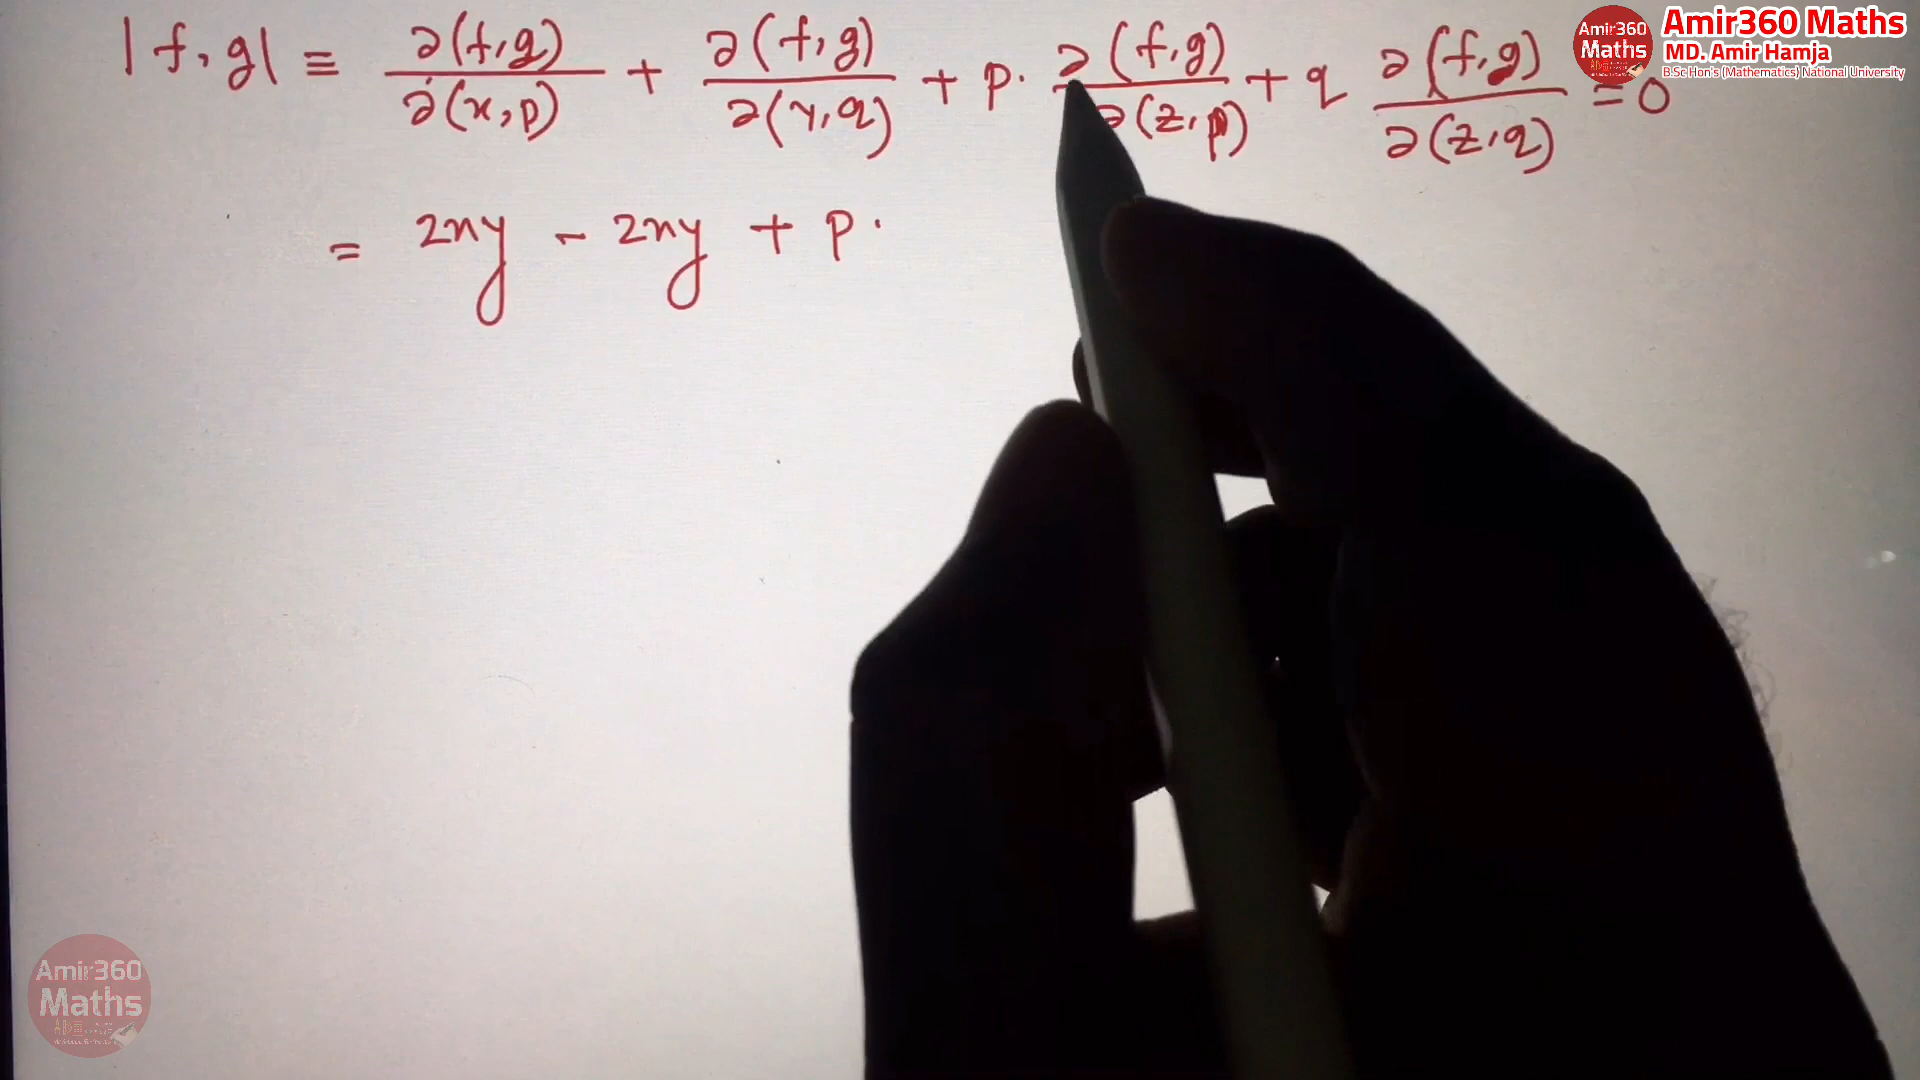 |f,g| ≡ ∂(f,g)/∂(x,p) + ∂(f,g)/∂(y,q) + p. ∂(f,g)/∂(z,p) + q ∂(f,g)/∂(z,q) = 0
= 2xy - 2xy + p.
Amir360 Maths
Amir360 Maths
MD. Amir Hamja
B.Sc Hon's (Mathematics) National University
Amir360
Maths